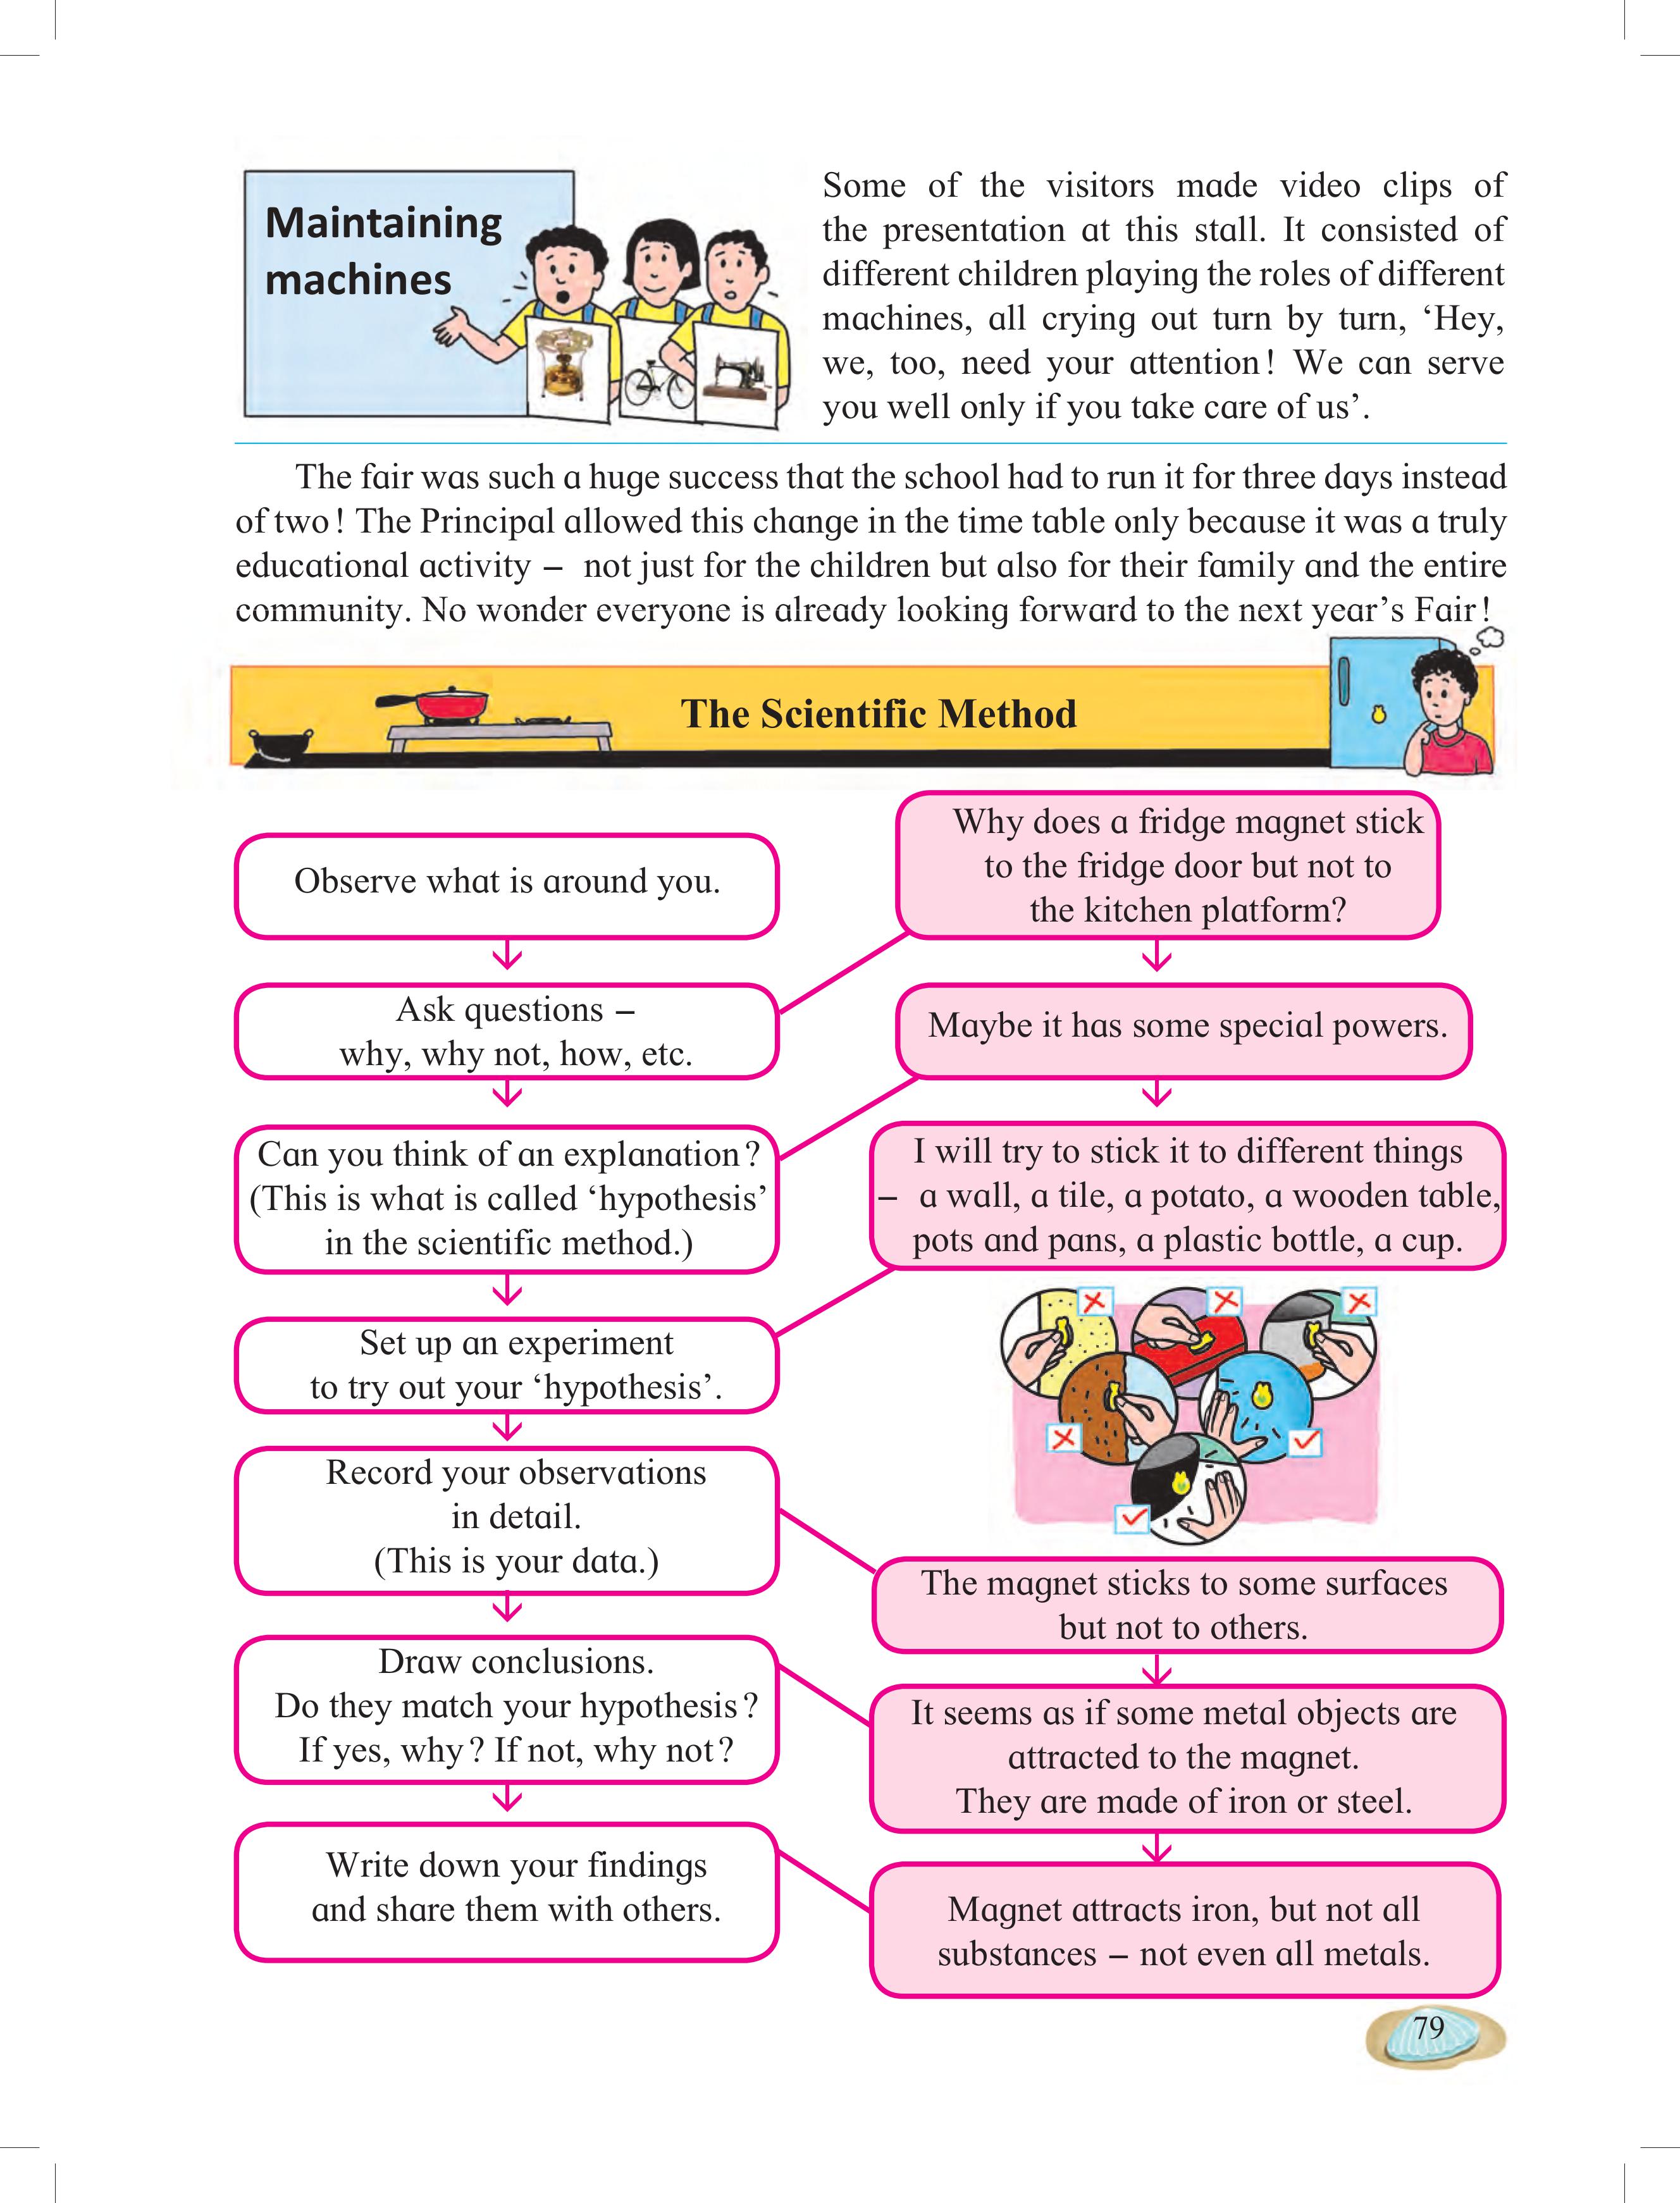 Maintaining
machines
Some of the visitors made video clips of
the presentation at this stall. It consisted of
different children playing the roles of different
machines, all crying out turn by turn, ‘Hey,
we, too, need your attention! We can serve
you well only if you take care of us’.
The fair was such a huge success that the school had to run it for three days instead
of two! The Principal allowed this change in the time table only because it was a truly
educational activity – not just for the children but also for their family and the entire
community. No wonder everyone is already looking forward to the next year’s Fair!
The Scientific Method
Observe what is around you.
Ask questions –
why, why not, how, etc.
Can you think of an explanation?
(This is what is called ‘hypothesis’
in the scientific method.)
Set up an experiment
to try out your ‘hypothesis’.
Record your observations
in detail.
(This is your data.)
Draw conclusions.
Do they match your hypothesis?
If yes, why? If not, why not?
Write down your findings
and share them with others.
Why does a fridge magnet stick
to the fridge door but not to
the kitchen platform?
Maybe it has some special powers.
I will try to stick it to different things
– a wall, a tile, a potato, a wooden table,
pots and pans, a plastic bottle, a cup.
The magnet sticks to some surfaces
but not to others.
It seems as if some metal objects are
attracted to the magnet.
They are made of iron or steel.
Magnet attracts iron, but not all
substances – not even all metals.
79